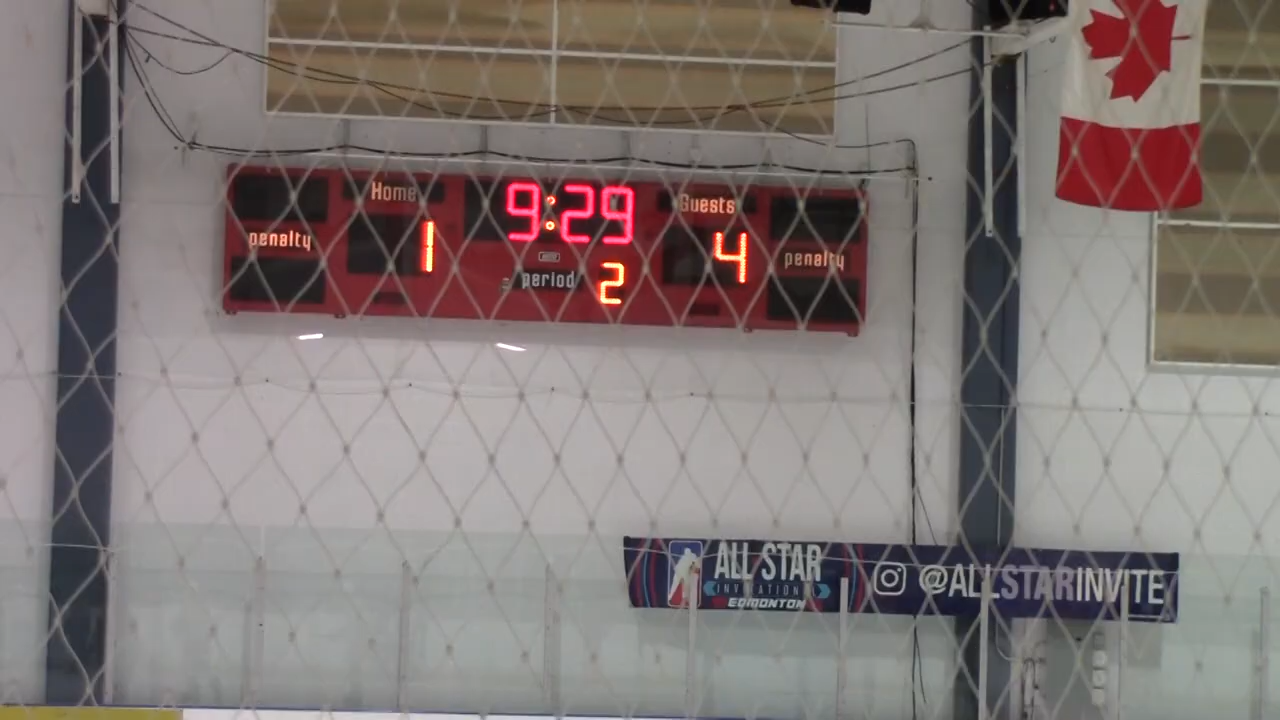 Home
9:29
Guests
penalty
1
4
penalty
period
2
ALL STAR
INVITATIONAL
EDMONTON
@ALLSTARINVITE